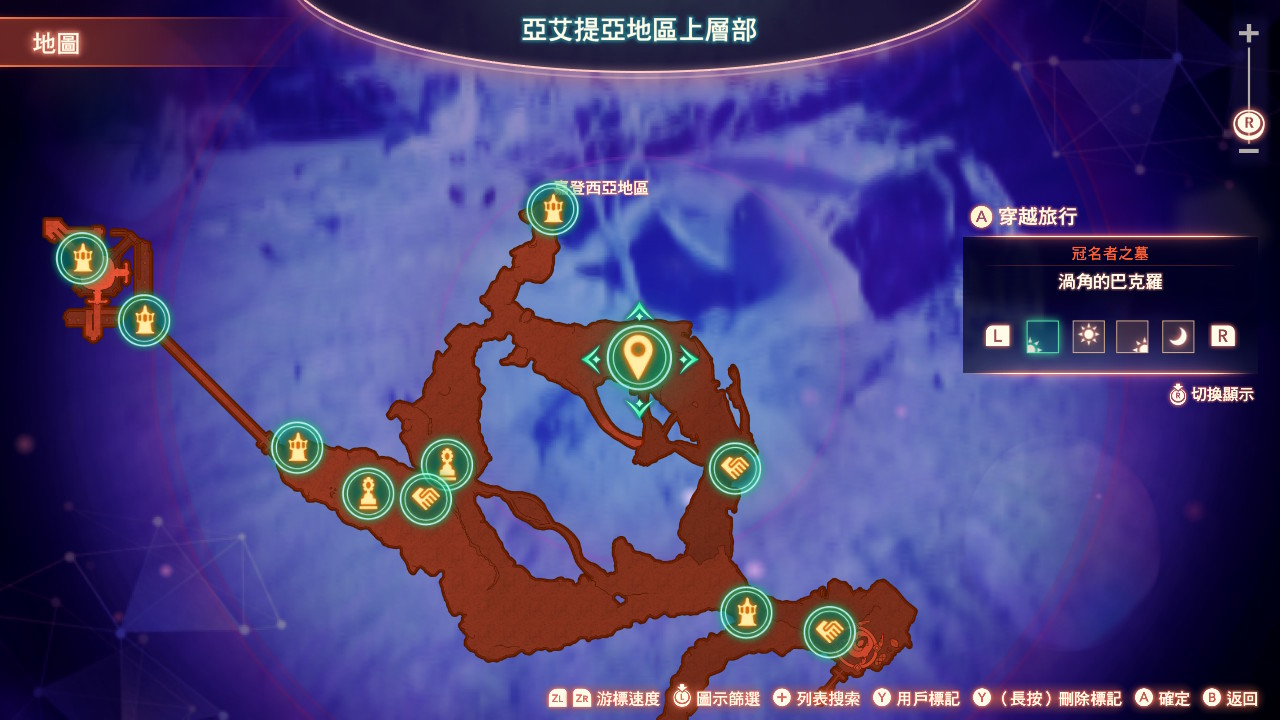 地圖
亞艾提亞地區上層部
R
登西亞地區
A 穿越旅行
冠名者之墓
渦角的巴克羅
L R
R 切換顯示
ZL ZR 游標速度 L 圖示篩選 + 列表搜索 Y 用戶標記 Y （長按）刪除標記 A 確定 B 返回